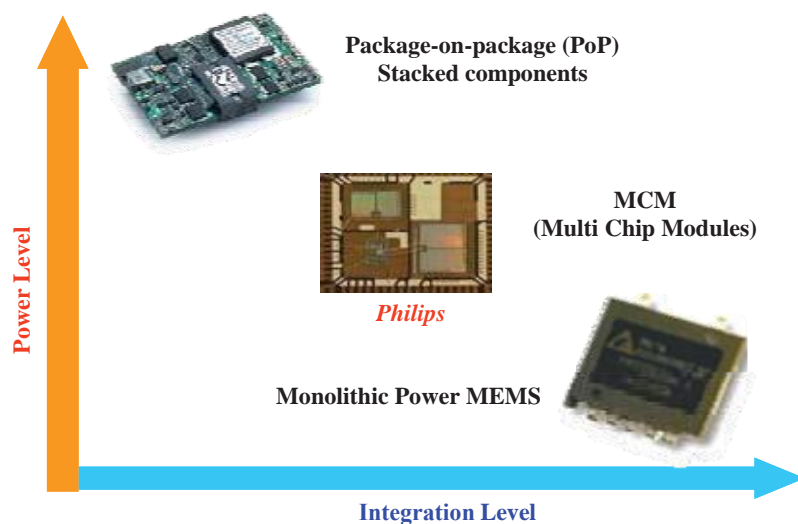 Package-on-package (PoP)
Stacked components
MCM
(Multi Chip Modules)
Power Level
Philips
Monolithic Power MEMS
Integration Level